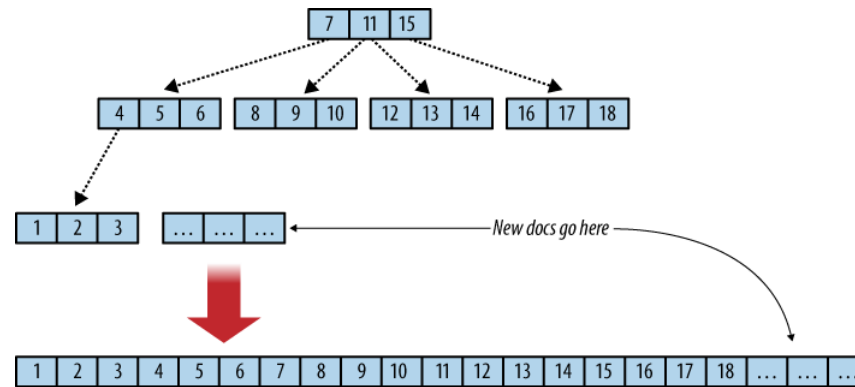 7 11 15
4 5 6 8 9 10 12 13 14 16 17 18
1 2 3 ... ... ... New docs go here
1 2 3 4 5 6 7 8 9 10 11 12 13 14 15 16 17 18 ... ... ...